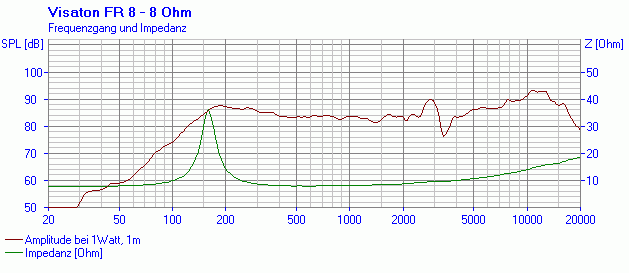 Visaton FR 8 - 8 Ohm
Frequenzgang und Impedanz
SPL [dB] Z [Ohm]
100 50
90 40
80 30
70 20
60 10
50
20 50 100 200 500 1000 2000 5000 10000 20000
Amplitude bei 1Watt, 1m
Impedanz [Ohm]